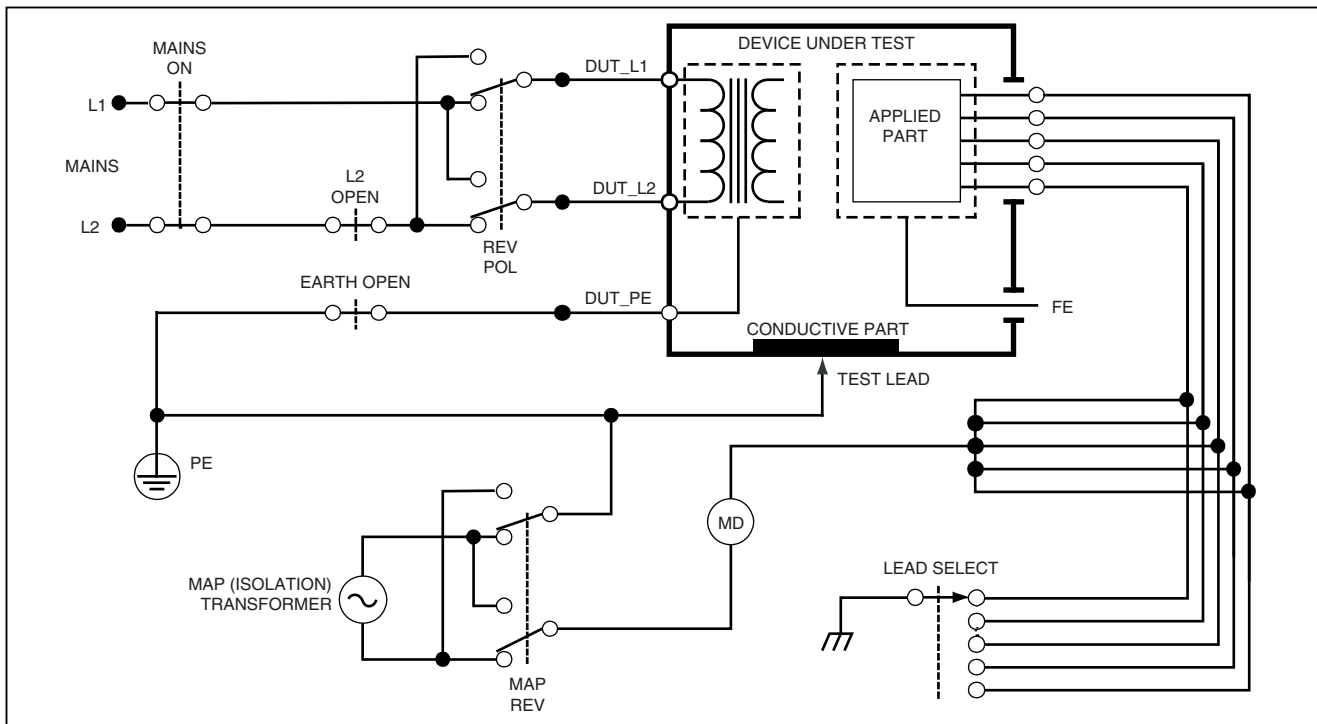 MAINS
ON
L1
MAINS
L2
L2
OPEN
REV
POL
DUT_L1
DUT_L2
DEVICE UNDER TEST
APPLIED
PART
EARTH OPEN
DUT_PE
FE
CONDUCTIVE PART
TEST LEAD
PE
MD
MAP (ISOLATION)
TRANSFORMER
MAP
REV
LEAD SELECT